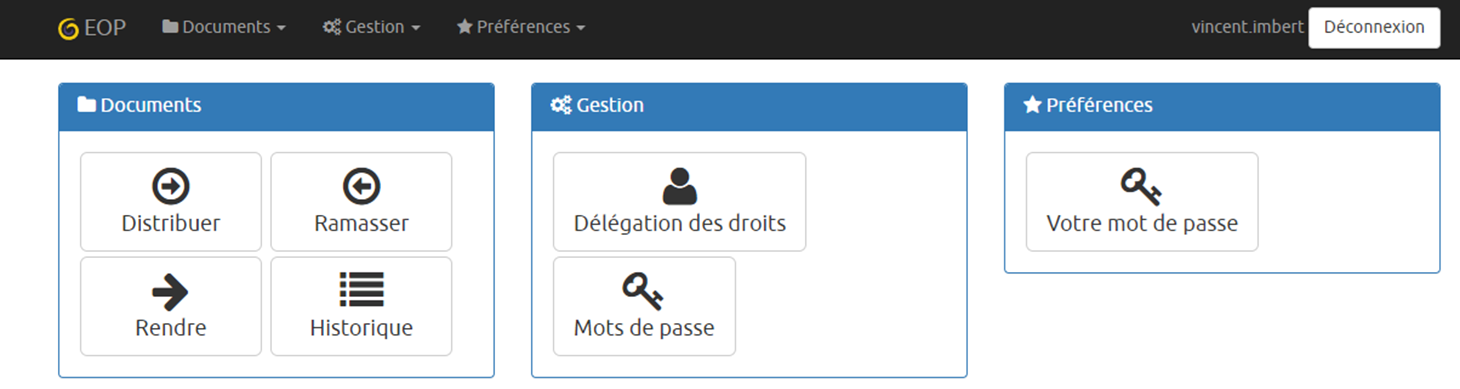 EOP Documents Gestion Préférences vincent.imbert Déconnexion
Documents
Distribuer Ramasser
Rendre Historique
Gestion
Délégation des droits
Mots de passe
Préférences
Votre mot de passe